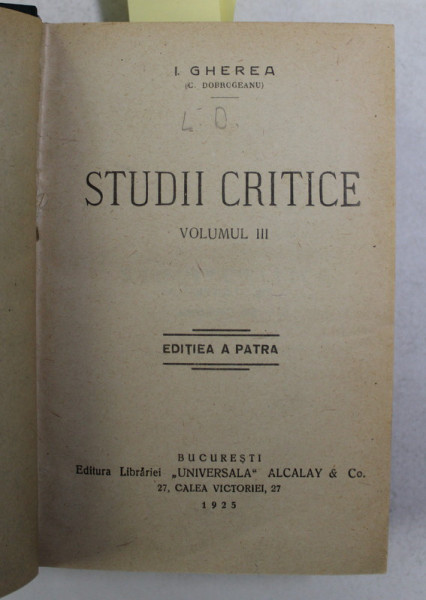 I. GHEREA
(C. DOBROGEANU)
STUDII CRITICE
VOLUMUL III
EDIȚIEA A PATRA
BUCUREȘTI
Editura Librăriei „UNIVERSALA“ ALCALAY & Co.
27, CALEA VICTORIEI, 27
1925